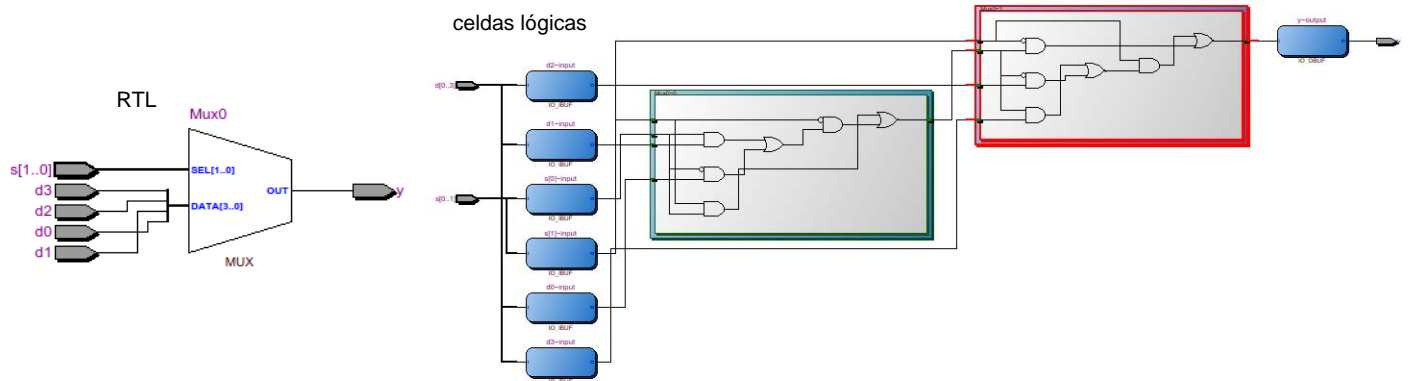 celdas lógicas
RTL
Mux0
s[1..0]
d3
d2
d0
d1
SEL[1..0]
DATA[3..0]
OUT
y
MUX
d2~input
IO_IBUF
d1~input
IO_IBUF
s[0]~input
IO_IBUF
s[0..1]
s[1]~input
IO_IBUF
d0~input
IO_IBUF
d3~input
IO_IBUF
y~output
IO_OBUF